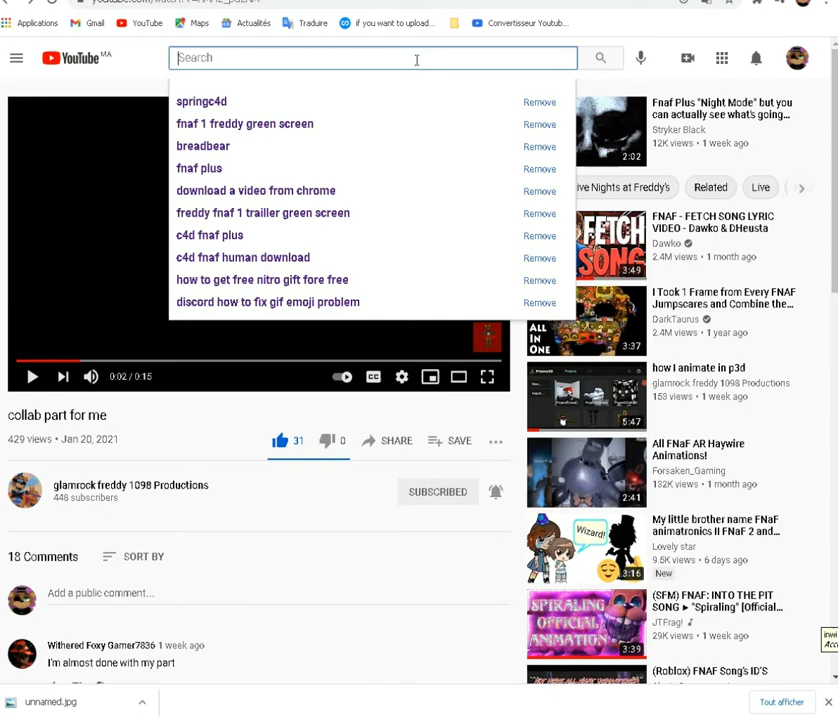 Applications
Gmail
YouTube
Maps
Actualités
Traduire
if you want to upload...
Convertisseur Youtub...
YouTube MA
Search
springc4d Remove
fnaf 1 freddy green screen Remove
breadbear Remove
fnaf plus Remove
download a video from chrome Remove
freddy fnaf 1 trailler green screen Remove
c4d fnaf plus Remove
c4d fnaf human download Remove
how to get free nitro gift fore free Remove
discord how to fix gif emoji problem Remove
0:02 / 0:15
CC
collab part for me
429 views • Jan 20, 2021
31
0
SHARE
SAVE
glamrock freddy 1098 Productions
448 subscribers
SUBSCRIBED
18 Comments
SORT BY
Add a public comment...
Withered Foxy Gamer7836 1 week ago
I'm almost done with my part
2:02
Fnaf Plus "Night Mode" but you
can actually see what's going...
Stryker Black
12K views • 1 week ago
ive Nights at Freddy's
Related
Live
FETCH
SONG
3:49
FNAF - FETCH SONG LYRIC
VIDEO - Dawko & DHeusta
Dawko
2.4M views • 1 month ago
ALL IN
ONE
3:37
I Took 1 Frame from Every FNAF
Jumpscares and Combine the...
DarkTaurus
2.4M views • 1 year ago
5:47
how I animate in p3d
glamrock freddy 1098 Productions
153 views • 1 week ago
2:41
All FNaF AR Haywire
Animations!
Forsaken_Gaming
132K views • 1 month ago
Wizard!
3:16
My little brother name FNaF
animatronics II FNaF 2 and...
Lovely star
9.5K views • 6 days ago
New
SPIRALING
OFFICIAL
ANIMATION
3:39
(SFM) FNAF: INTO THE PIT
SONG ► "Spiraling" [Official...
JTFrag! ♪
29K views • 1 week ago
(Roblox) FNAF Song's ID'S
unnamed.jpg
Tout afficher